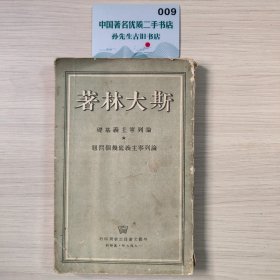 009
中国著名优质二手书店
孙先生古旧书店
著林大斯
礎基義主寧列論
★
題問個幾義主寧列論